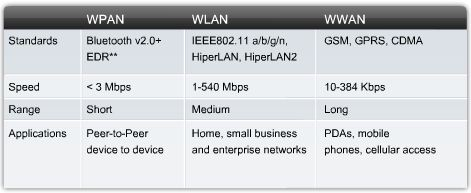 WPAN WLAN WWAN
Standards Bluetooth v2.0+ IEEE802.11 a/b/g/n, GSM, GPRS, CDMA
EDR** HiperLAN, HiperLAN2
Speed < 3 Mbps 1-540 Mbps 10-384 Kbps
Range Short Medium Long
Applications Peer-to-Peer Home, small business PDAs, mobile
device to device and enterprise networks phones, cellular access